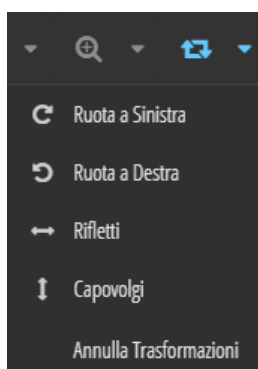 Ruota a Sinistra
Ruota a Destra
Rifletti
Capovolgi
Annulla Trasformazioni